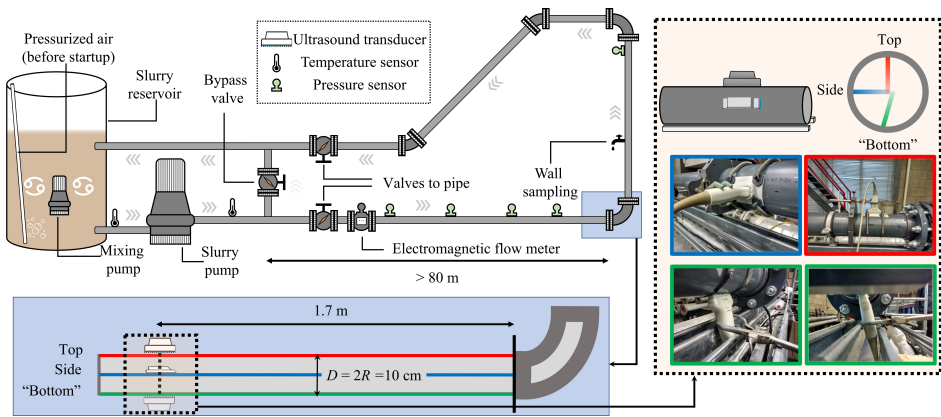 Pressurized air
(before startup)
Slurry
reservoir
Bypass
valve
Ultrasound transducer
Temperature sensor
Pressure sensor
Wall
sampling
Valves to pipe
Mixing
pump
Slurry
pump
Electromagnetic flow meter
> 80 m
Top
Side
“Bottom”
1.7 m
Top
Side
“Bottom”
D = 2R =10 cm